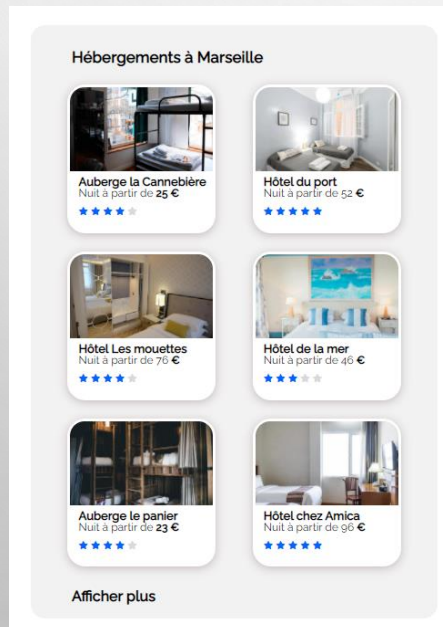 Hébergements à Marseille
Auberge la Cannebière
Nuit à partir de 25 €
Hôtel du port
Nuit à partir de 52 €
Hôtel Les mouettes
Nuit à partir de 76 €
Hôtel de la mer
Nuit à partir de 46 €
Auberge le panier
Nuit à partir de 23 €
Hôtel chez Amica
Nuit à partir de 96 €
Afficher plus